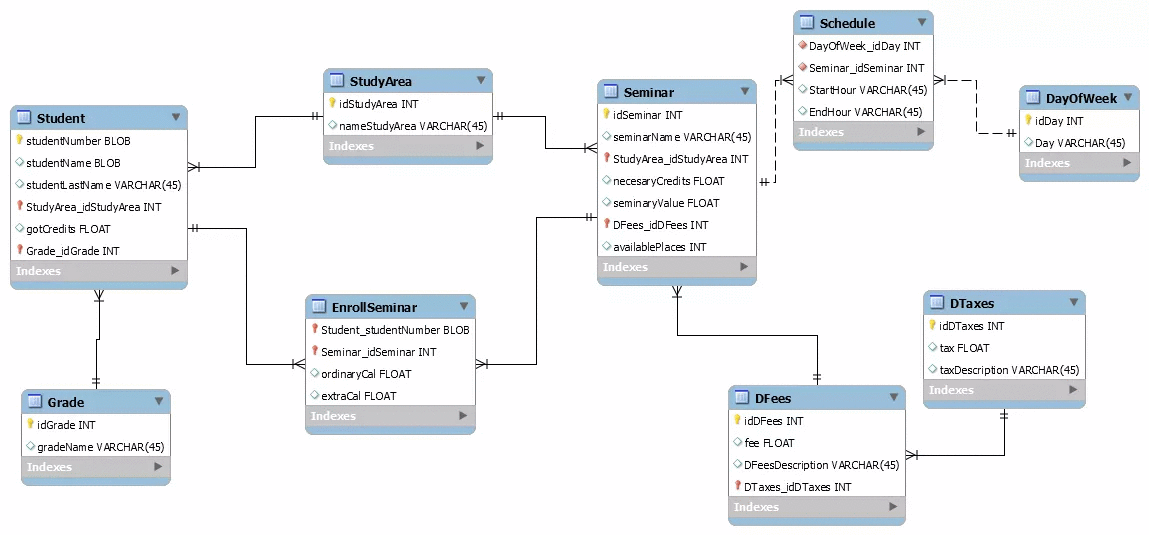 Student
studentNumber BLOB
studentName BLOB
studentLastName VARCHAR(45)
StudyArea_idStudyArea INT
gotCredits FLOAT
Grade_idGrade INT
Indexes
StudyArea
idStudyArea INT
nameStudyArea VARCHAR(45)
Indexes
Seminar
idSeminar INT
seminarName VARCHAR(45)
StudyArea_idStudyArea INT
necesaryCredits FLOAT
seminaryValue FLOAT
DFees_idDFees INT
availablePlaces INT
Indexes
Schedule
DayOfWeek_idDay INT
Seminar_idSeminar INT
StartHour VARCHAR(45)
EndHour VARCHAR(45)
Indexes
DayOfWeek
idDay INT
Day VARCHAR(45)
Indexes
EnrollSeminar
Student_studentNumber BLOB
Seminar_idSeminar INT
ordinaryCal FLOAT
extraCal FLOAT
Indexes
Grade
idGrade INT
gradeName VARCHAR(45)
Indexes
DTaxes
idDTaxes INT
tax FLOAT
taxDescription VARCHAR(45)
Indexes
DFees
idDFees INT
fee FLOAT
DFeesDescription VARCHAR(45)
DTaxes_idDTaxes INT
Indexes